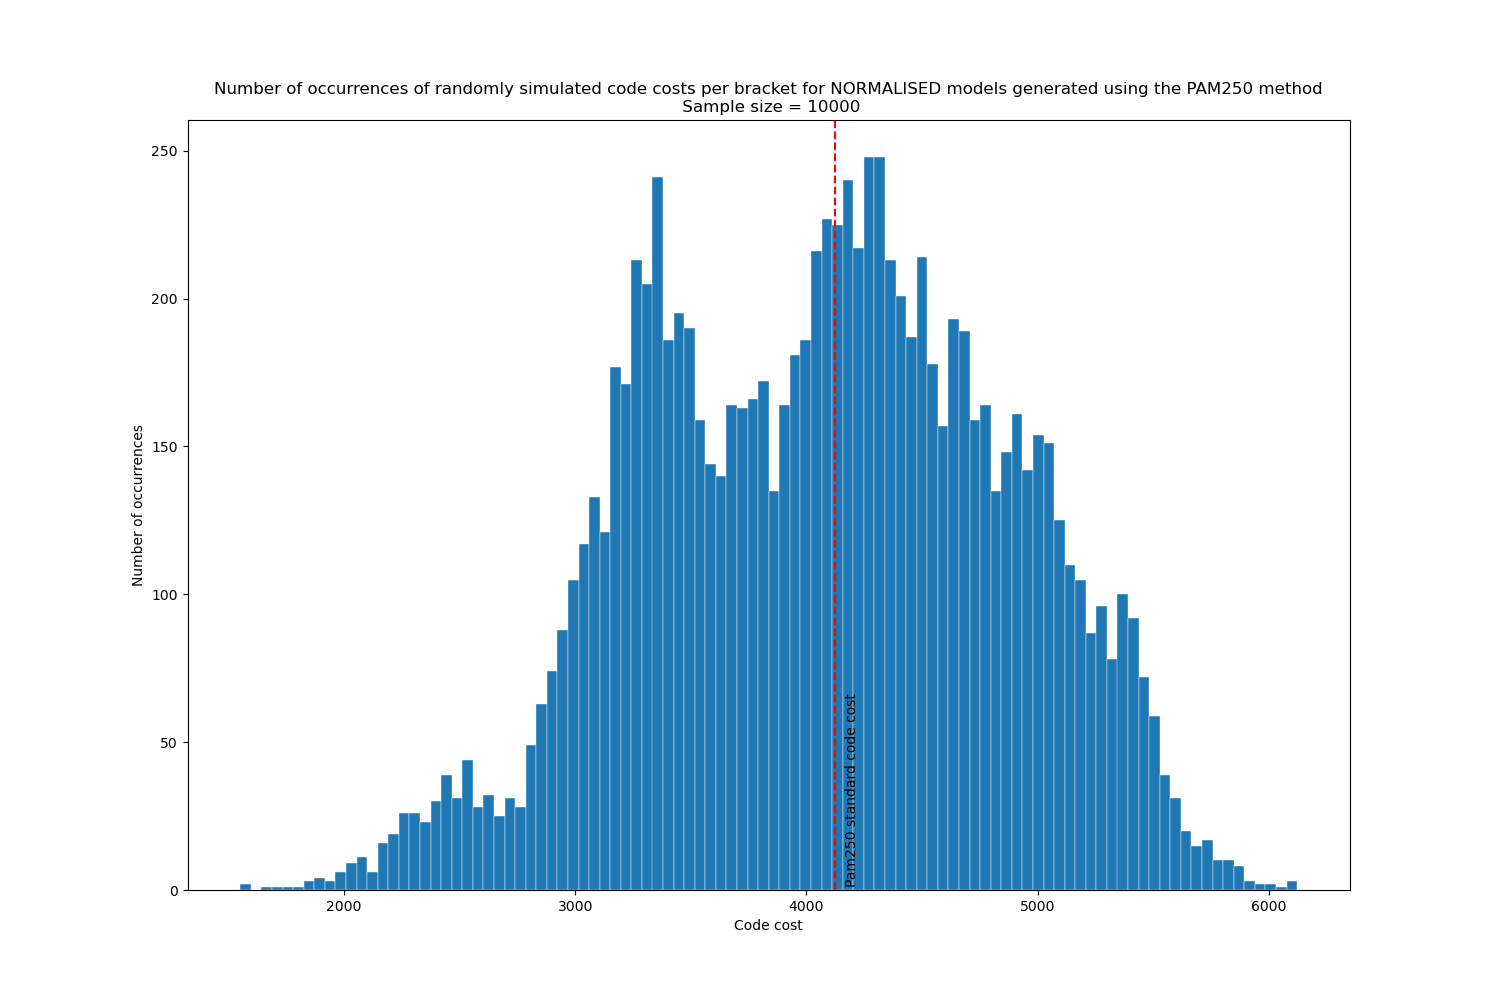 Number of occurrences of randomly simulated code costs per bracket for NORMALISED models generated using the PAM250 method
Sample size = 10000
250
200
150
100
50
0
Number of occurrences
Pam250 standard code cost
2000
3000
4000
5000
6000
Code cost